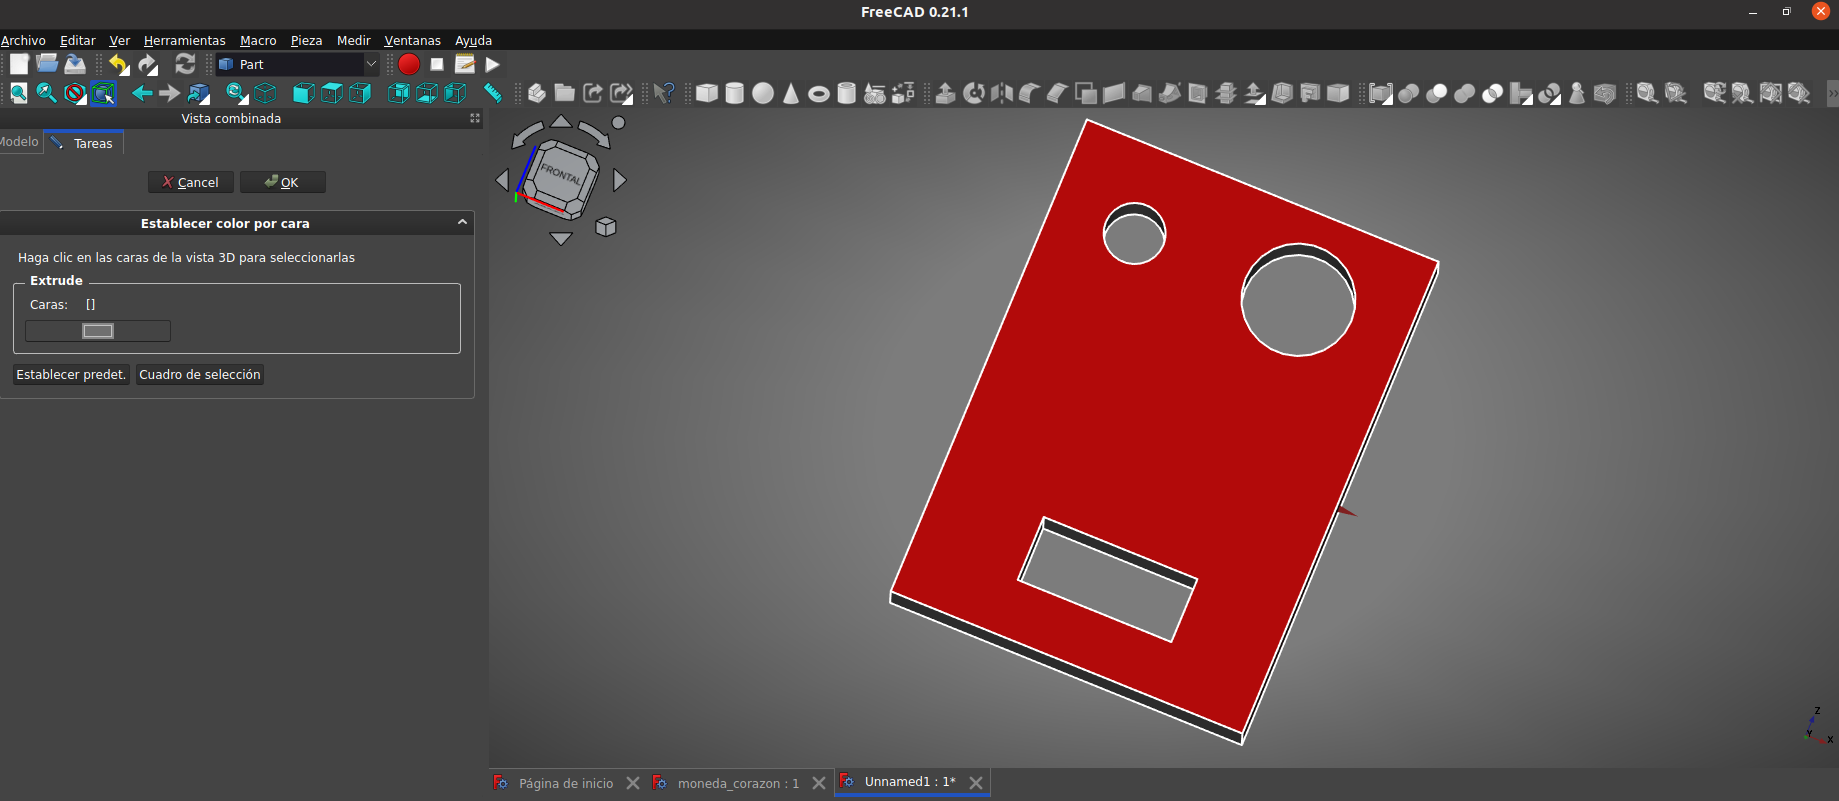 FreeCAD 0.21.1
Archivo Editar Ver Herramientas Macro Pieza Medir Ventanas Ayuda
Part
Vista combinada
Modelo Tareas
Cancel OK
Establecer color por cara
Haga clic en las caras de la vista 3D para seleccionarlas
Extrude
Caras: []
Establecer predet. Cuadro de selección
FRONTAL
Z
Y
X
Página de inicio moneda_corazon : 1 Unnamed1 : 1*